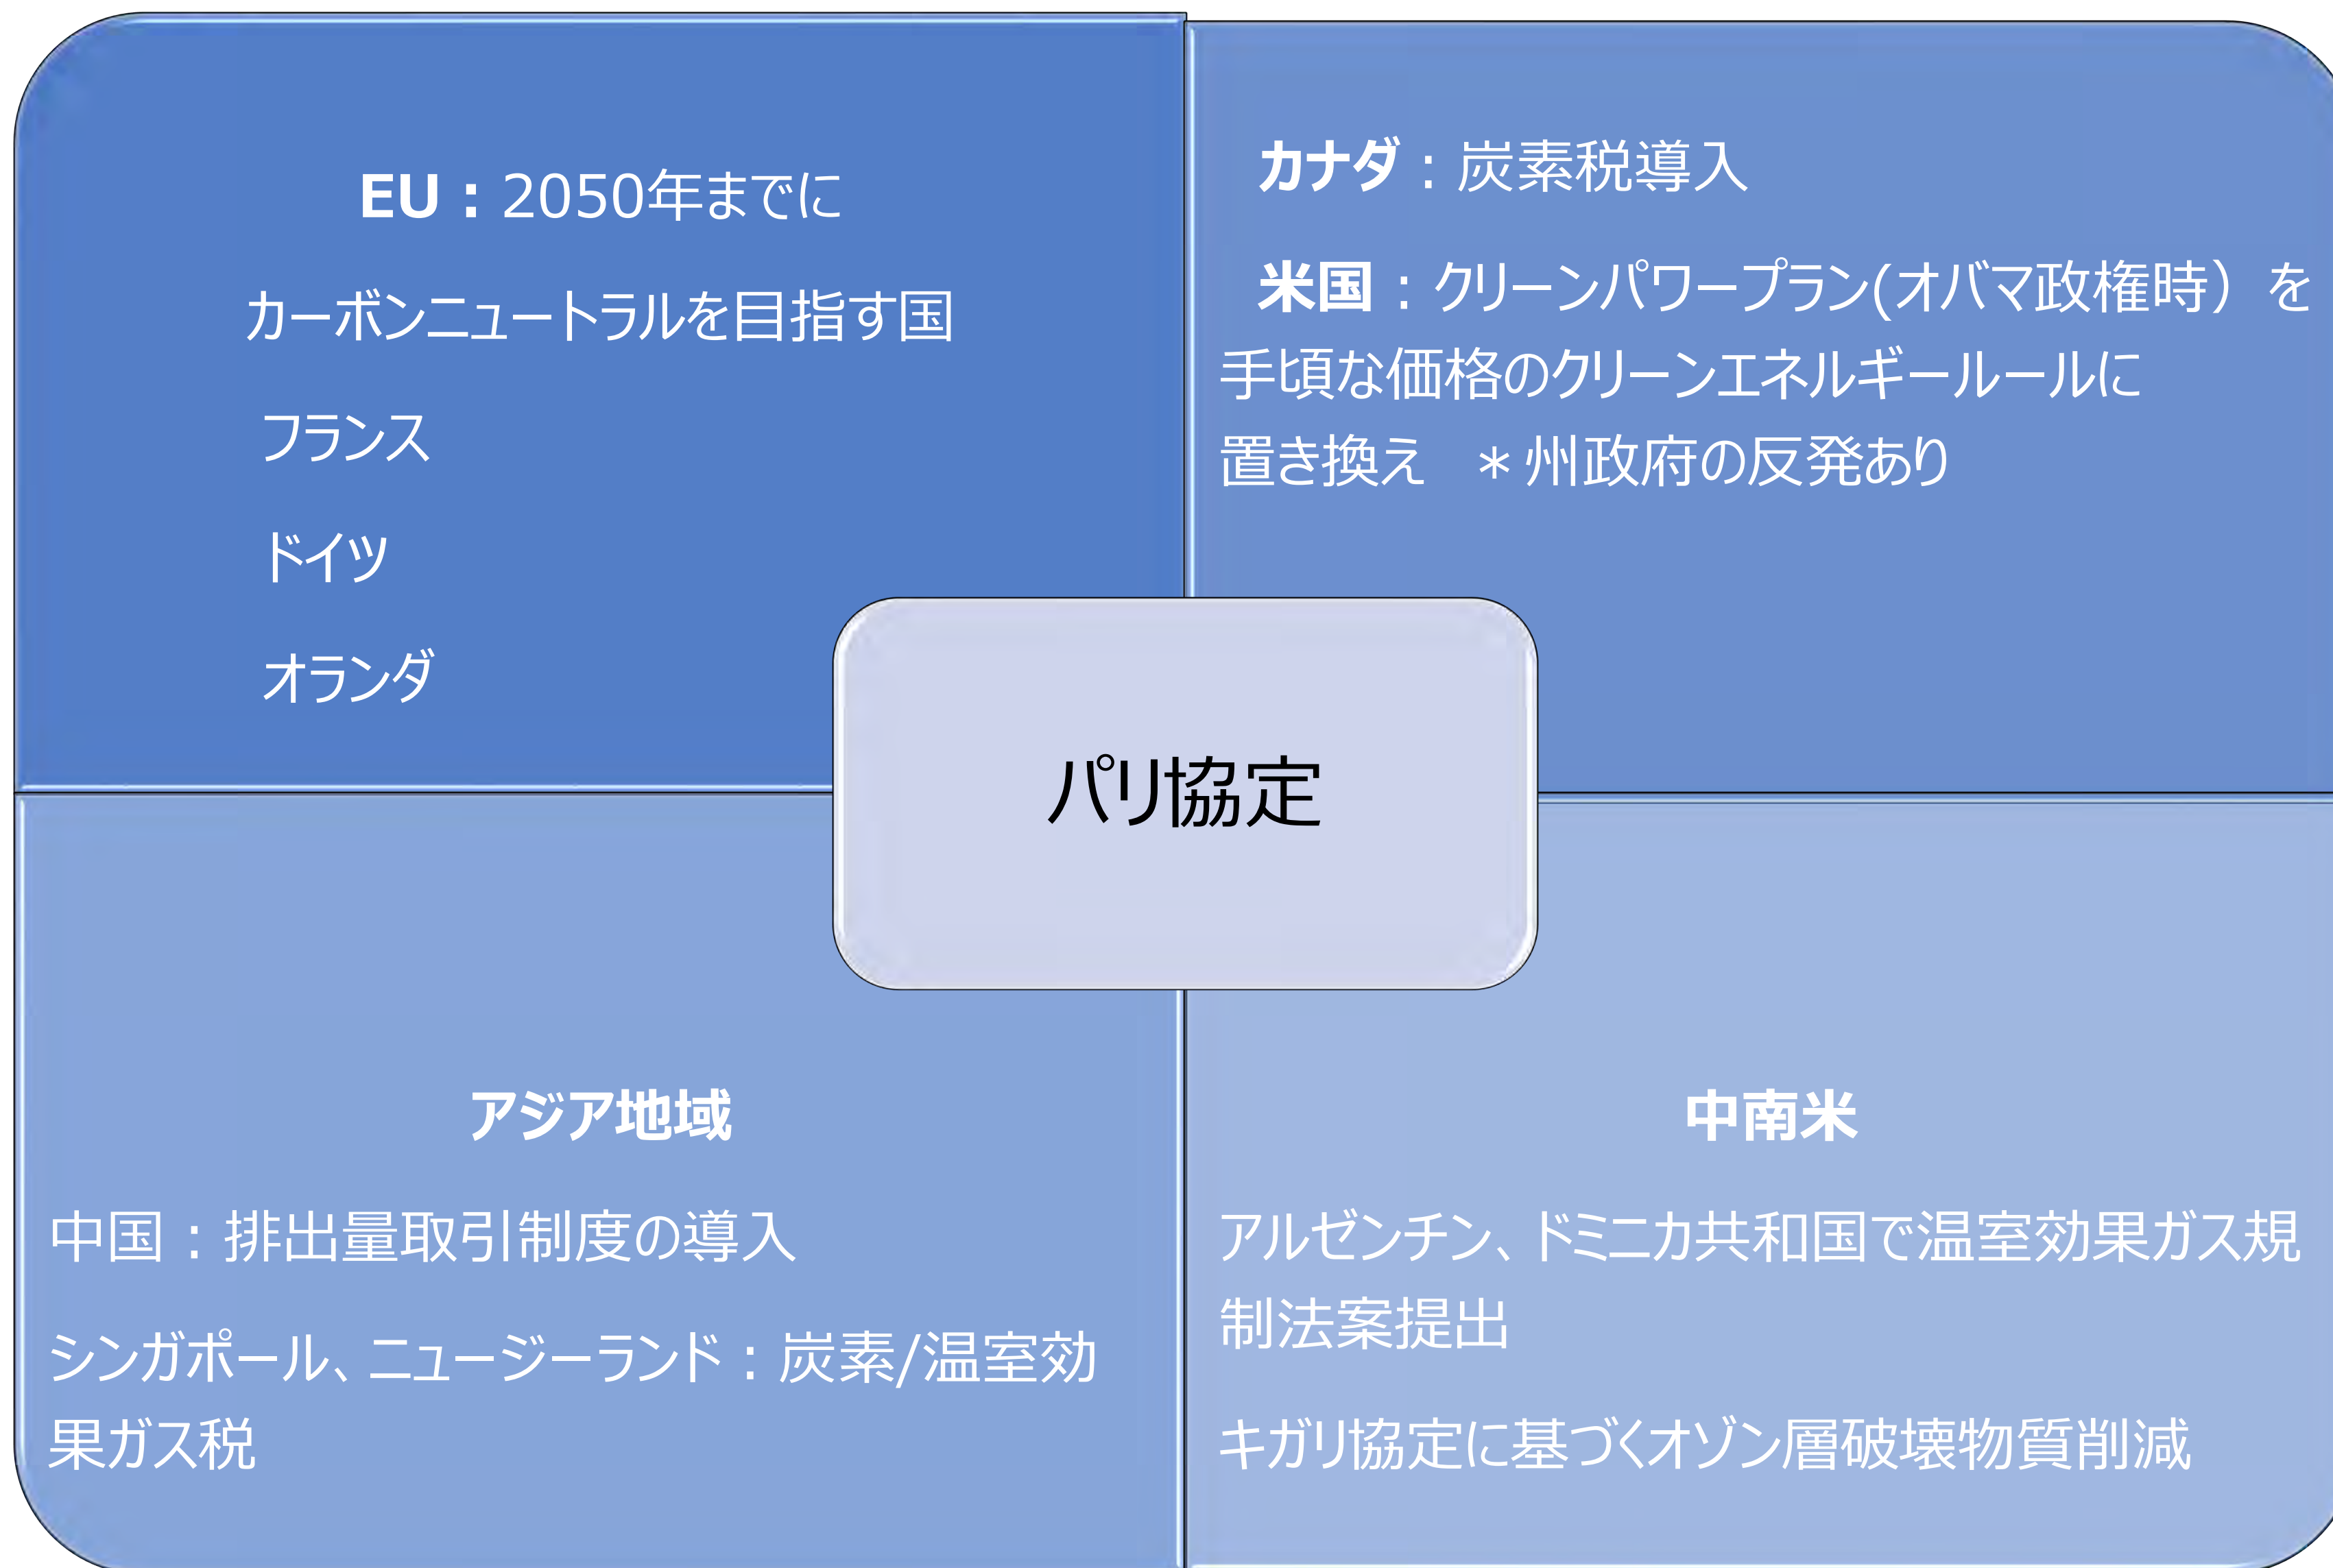 EU：2050年までに
カーボンニュートラルを目指す国
フランス
ドイツ
オランダ
カナダ：炭素税導入
米国：クリーンパワープラン(オバマ政権時）を
手頃な価格のクリーンエネルギールールに
置き換え　＊州政府の反発あり
パリ協定
アジア地域
中国：排出量取引制度の導入
シンガポール、ニュージーランド：炭素/温室効
果ガス税
中南米
アルゼンチン、ドミニカ共和国で温室効果ガス規
制法案提出
キガリ協定に基づくオゾン層破壊物質削減